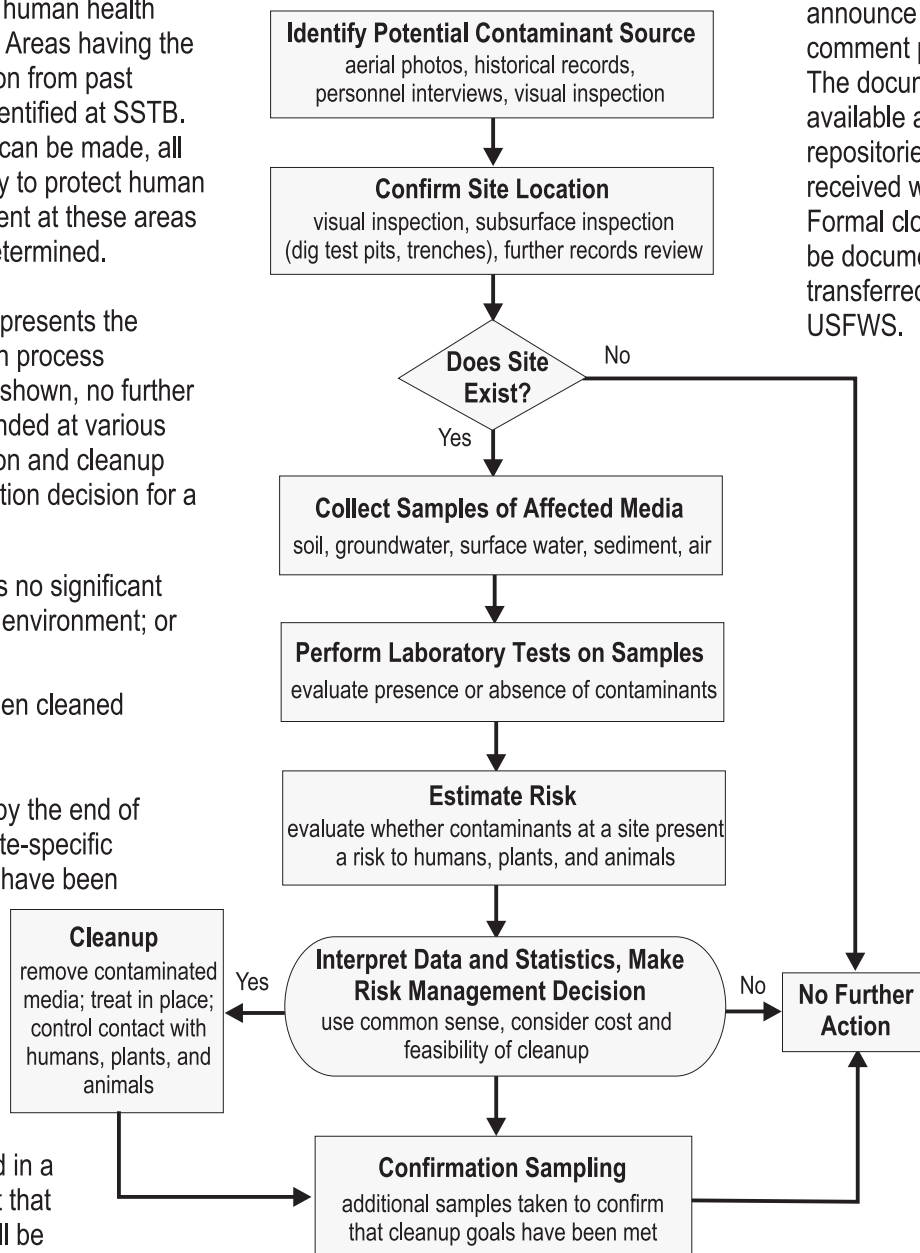 human health
Areas having the
on from past
entified at SSTB.
can be made, all
y to protect human
ent at these areas
etermined.
presents the
n process
shown, no further
nded at various
on and cleanup
tion decision for a
s no significant
environment; or
en cleaned
by the end of
te-specific
have been
d in a
t that
ll be
Identify Potential Contaminant Source
aerial photos, historical records,
personnel interviews, visual inspection
Confirm Site Location
visual inspection, subsurface inspection
(dig test pits, trenches), further records review
Does Site
Exist?
No
Yes
Collect Samples of Affected Media
soil, groundwater, surface water, sediment, air
Perform Laboratory Tests on Samples
evaluate presence or absence of contaminants
Estimate Risk
evaluate whether contaminants at a site present
a risk to humans, plants, and animals
Interpret Data and Statistics, Make
Risk Management Decision
use common sense, consider cost and
feasibility of cleanup
Yes
No
Cleanup
remove contaminated
media; treat in place;
control contact with
humans, plants, and
animals
No Further
Action
Confirmation Sampling
additional samples taken to confirm
that cleanup goals have been met
announce
comment p
The docum
available a
repositorie
received w
Formal clo
be docume
transferred
USFWS.